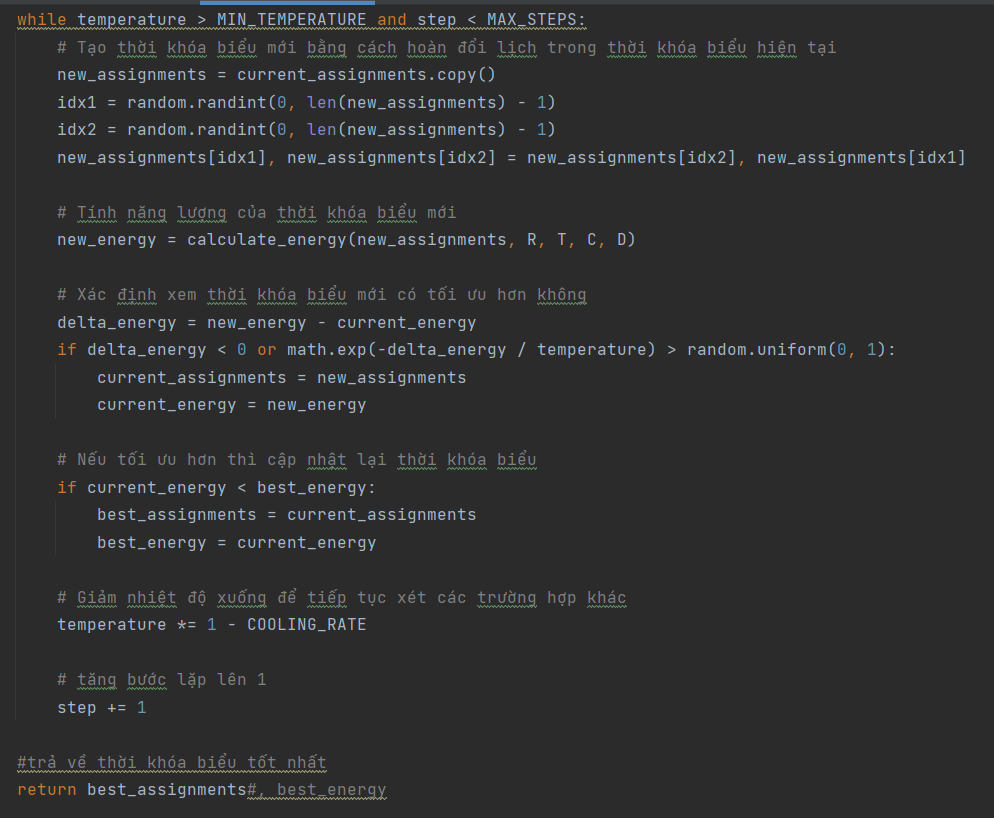 while temperature > MIN_TEMPERATURE and step < MAX_STEPS:
# Tạo thời khóa biểu mới bằng cách hoàn đổi lịch trong thời khóa biểu hiện tại
new_assignments = current_assignments.copy()
idx1 = random.randint(0, len(new_assignments) - 1)
idx2 = random.randint(0, len(new_assignments) - 1)
new_assignments[idx1], new_assignments[idx2] = new_assignments[idx2], new_assignments[idx1]
# Tính năng lượng của thời khóa biểu mới
new_energy = calculate_energy(new_assignments, R, T, C, D)
# Xác định xem thời khóa biểu mới có tối ưu hơn không
delta_energy = new_energy - current_energy
if delta_energy < 0 or math.exp(-delta_energy / temperature) > random.uniform(0, 1):
current_assignments = new_assignments
current_energy = new_energy
# Nếu tối ưu hơn thì cập nhật lại thời khóa biểu
if current_energy < best_energy:
best_assignments = current_assignments
best_energy = current_energy
# Giảm nhiệt độ xuống để tiếp tục xét các trường hợp khác
temperature *= 1 - COOLING_RATE
# tăng bước lặp lên 1
step += 1
#trả về thời khóa biểu tốt nhất
return best_assignments#, best_energy